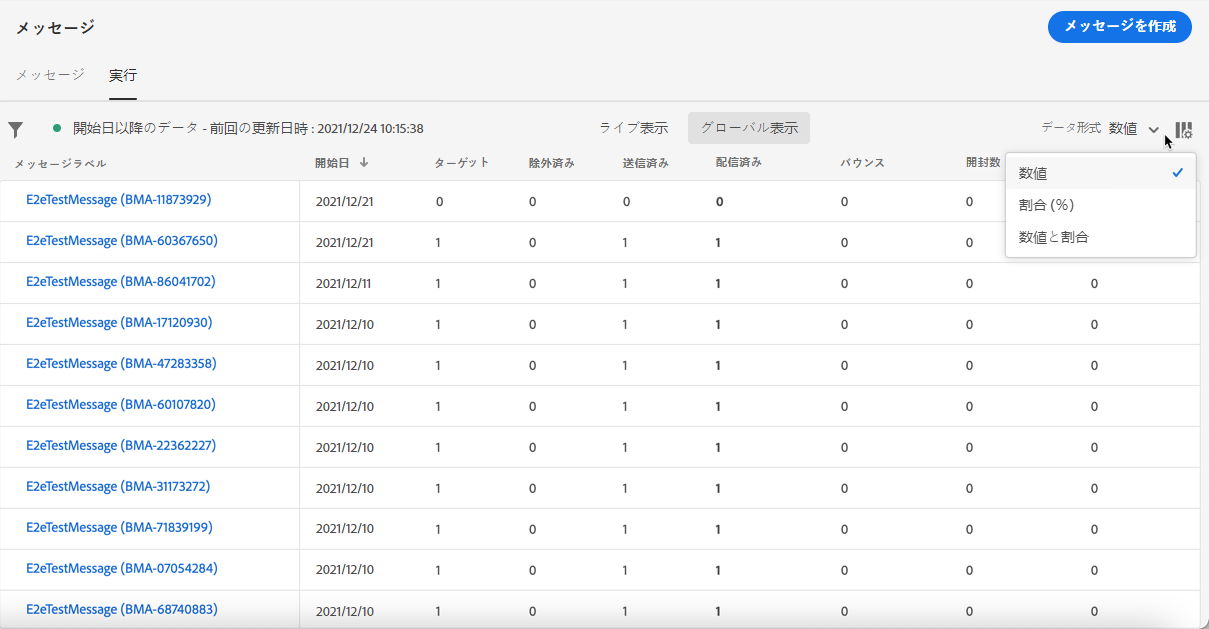 メッセージ
メッセージを作成
メッセージ 実行
開始日以降のデータ - 前回の更新日時 : 2021/12/24 10:15:38 ライブ表示 グローバル表示 データ形式 数値
メッセージラベル 開始日 ターゲット 除外済み 送信済み 配信済み バウンス 開封数
数値
割合 (%)
数値と割合
E2eTestMessage (BMA-11873929) 2021/12/21 0 0 0 0 0 0
E2eTestMessage (BMA-60367650) 2021/12/21 1 0 1 1 0 0
E2eTestMessage (BMA-86041702) 2021/12/11 1 0 1 1 0 0 0
E2eTestMessage (BMA-17120930) 2021/12/10 1 0 1 1 0 0 0
E2eTestMessage (BMA-47283358) 2021/12/10 1 0 1 1 0 0 0
E2eTestMessage (BMA-60107820) 2021/12/10 1 0 1 1 0 0 0
E2eTestMessage (BMA-22362227) 2021/12/10 1 0 1 1 0 0 0
E2eTestMessage (BMA-31173272) 2021/12/10 1 0 1 1 0 0 0
E2eTestMessage (BMA-71839199) 2021/12/10 1 0 1 1 0 0 0
E2eTestMessage (BMA-07054284) 2021/12/10 1 0 1 1 0 0 0
E2eTestMessage (BMA-68740883) 2021/12/10 1 0 1 1 0 0 0